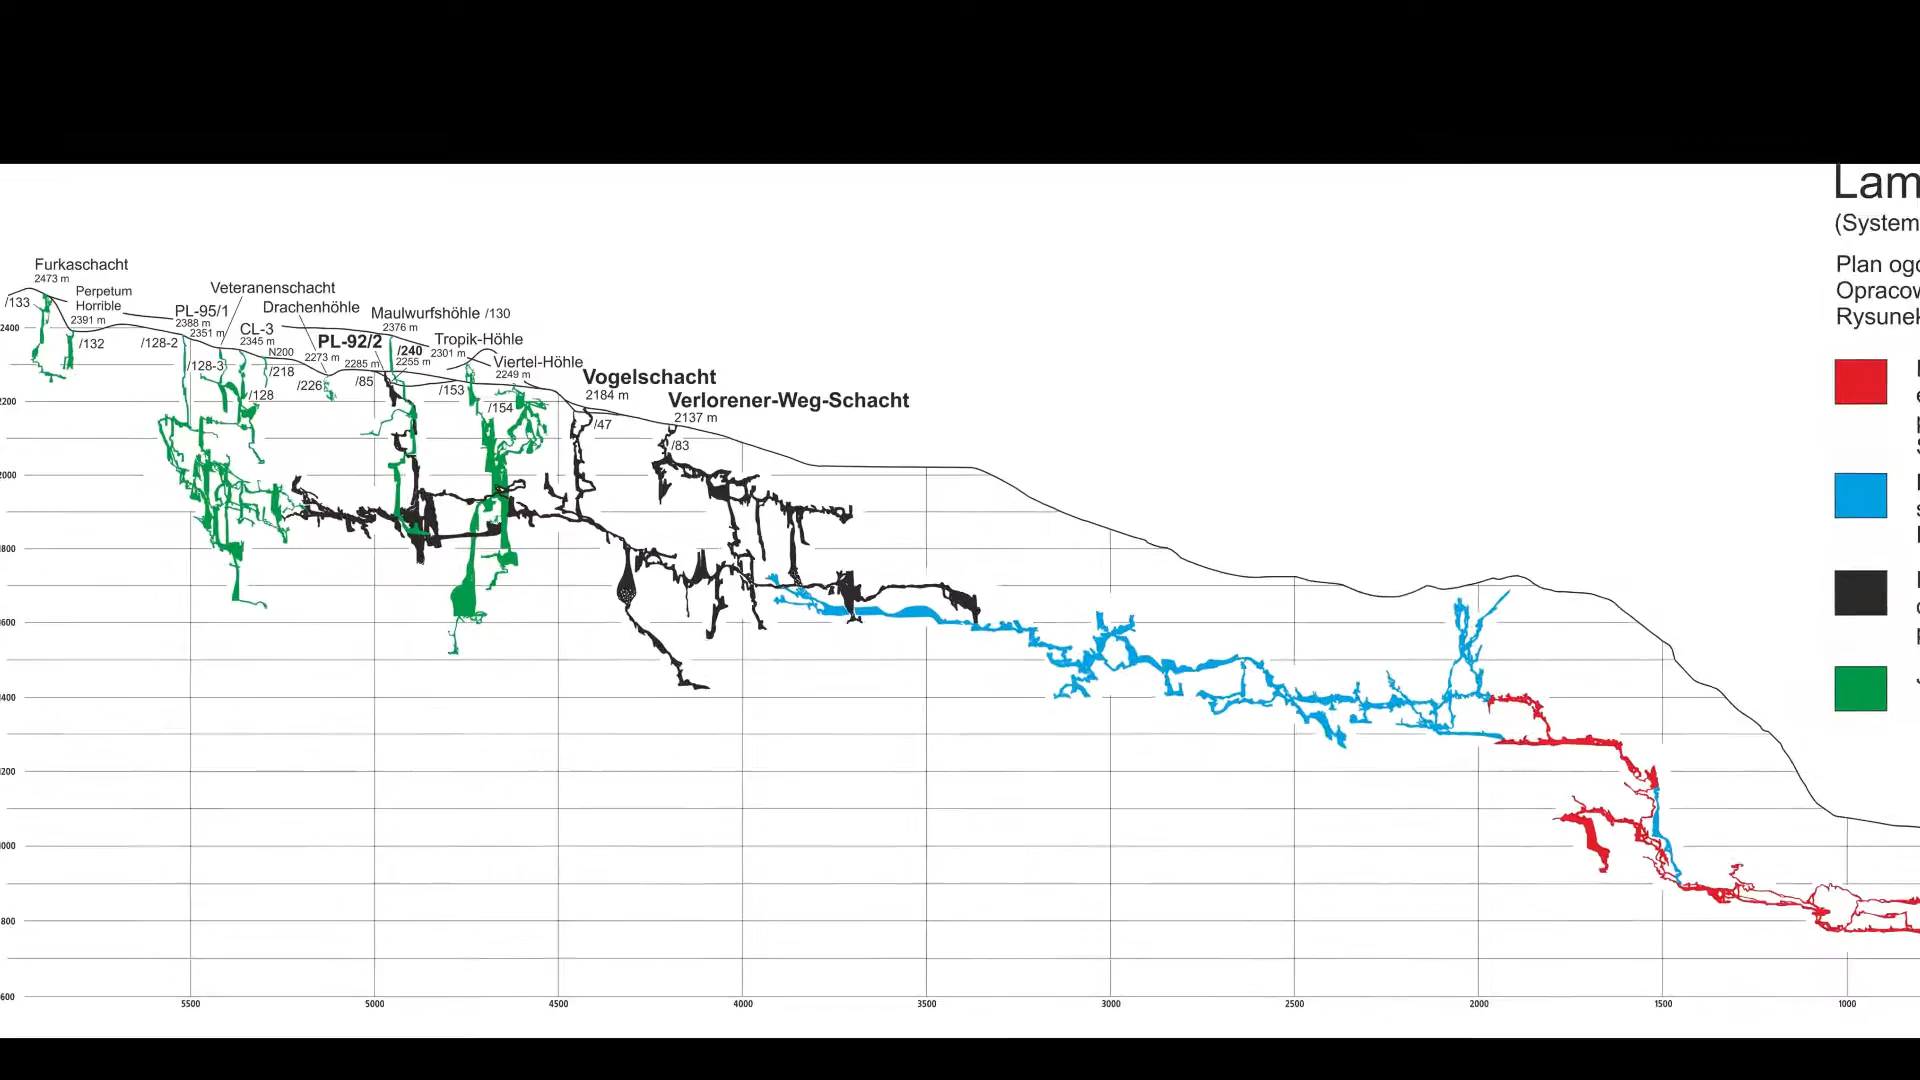 Lam
(System
Plan ogó
Opracow
Rysunek
Furkaschacht
2473 m
/133
Perpetum
Horrible
2391 m
/132
PL-95/1
2388 m
2351 m
/128-2
/128-3
Veteranenschacht
CL-3
2345 m
/128
Drachenhöhle
N200
/218
2273 m
/226
PL-92/2
2285 m
/85
Maulwurfshöhle /130
2376 m
/240
2255 m
Tropik-Höhle
2301 m
/153
Viertel-Höhle
2249 m
/154
Vogelschacht
2184 m
/47
Verlorener-Weg-Schacht
2137 m
/83
2400
2200
2000
1800
1600
1400
1200
1000
800
600
5500 5000 4500 4000 3500 3000 2500 2000 1500 1000